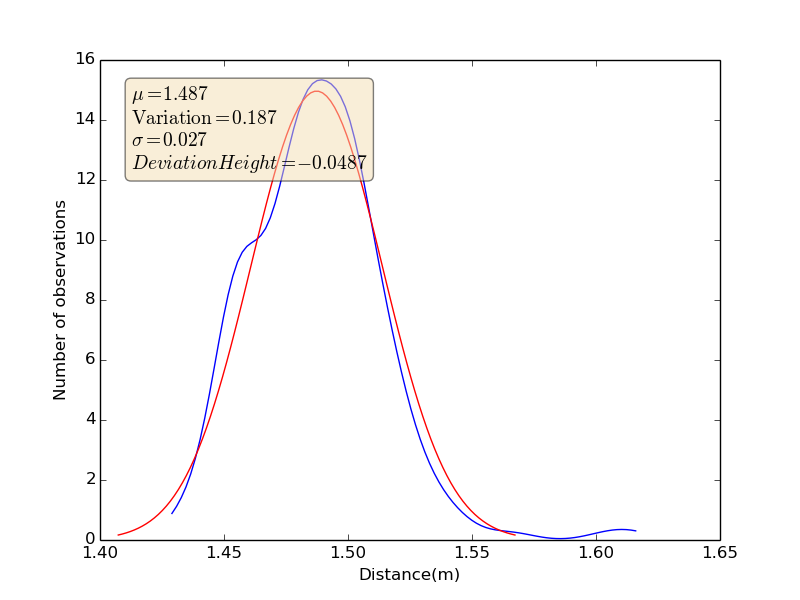 16
14
12
10
8
6
4
2
0
μ=1.487
Variation=0.187
σ=0.027
DeviationHeight=−0.0487
Number of observations
1.40 1.45 1.50 1.55 1.60 1.65
Distance(m)